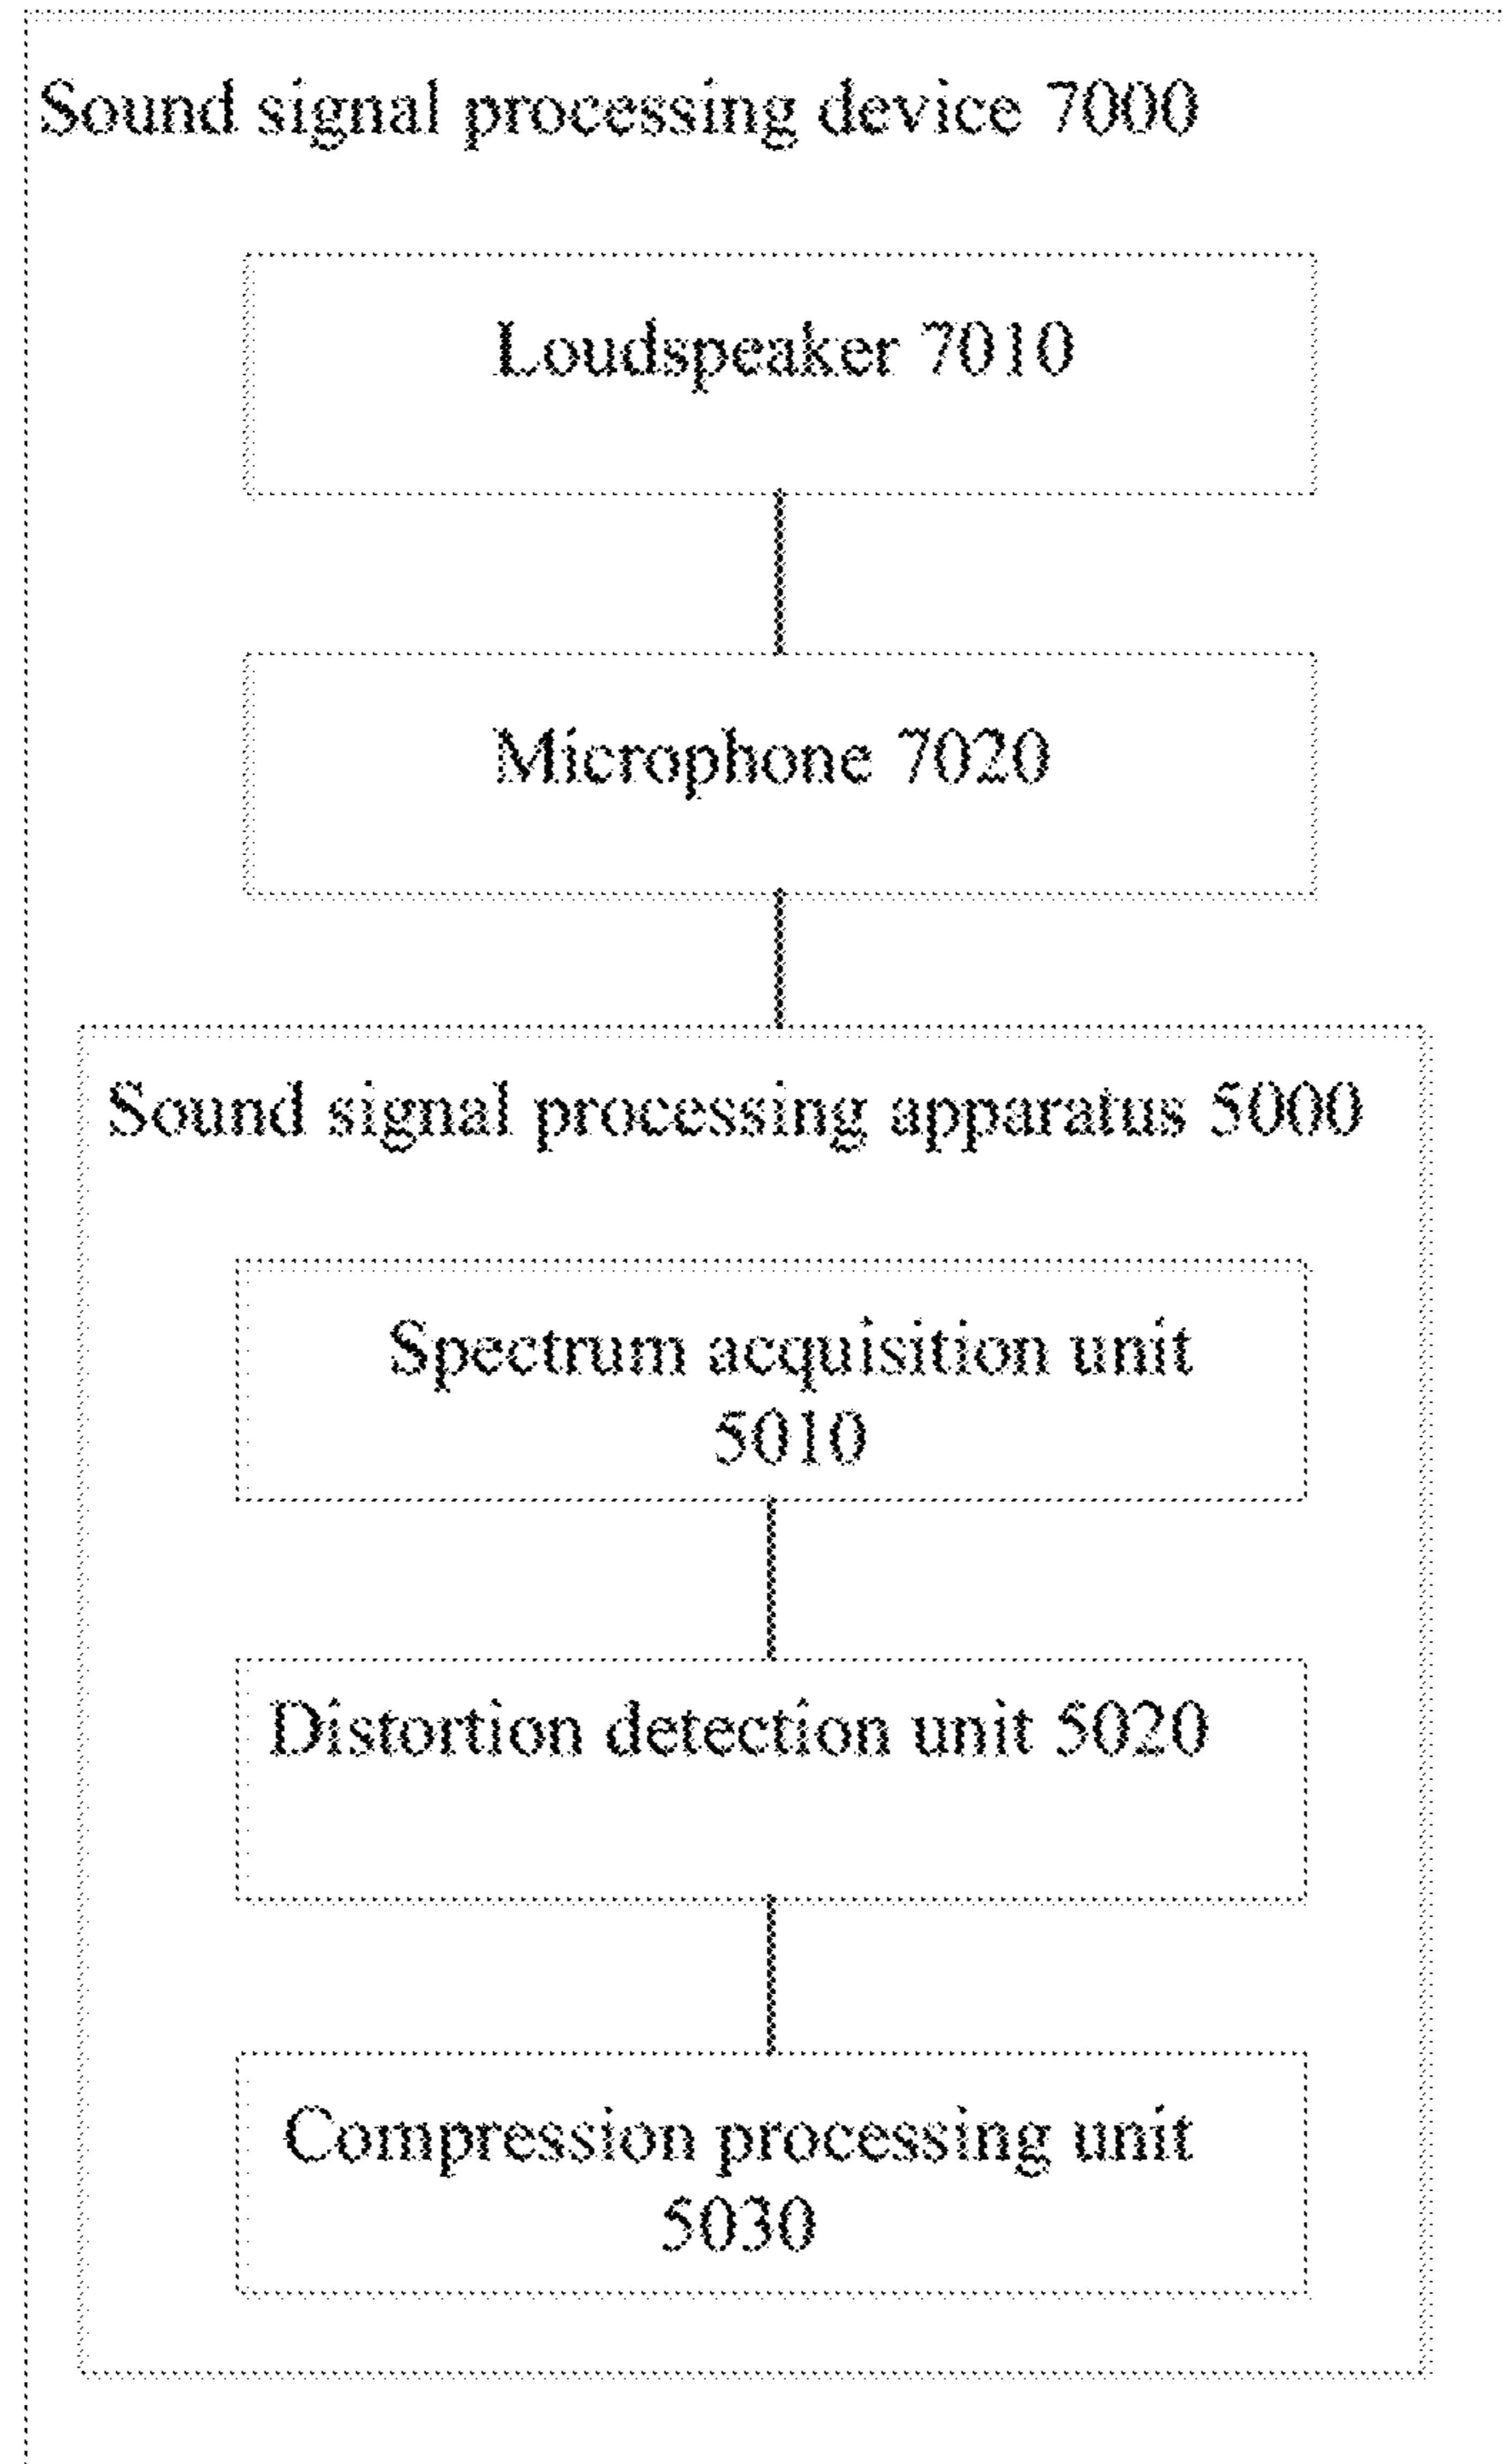 Sound signal processing device 7000
Loudspeaker 7010
Microphone 7020
Sound signal processing apparatus 5000
Spectrum acquisition unit
5010
Distortion detection unit 5020
Compression processing unit
5030